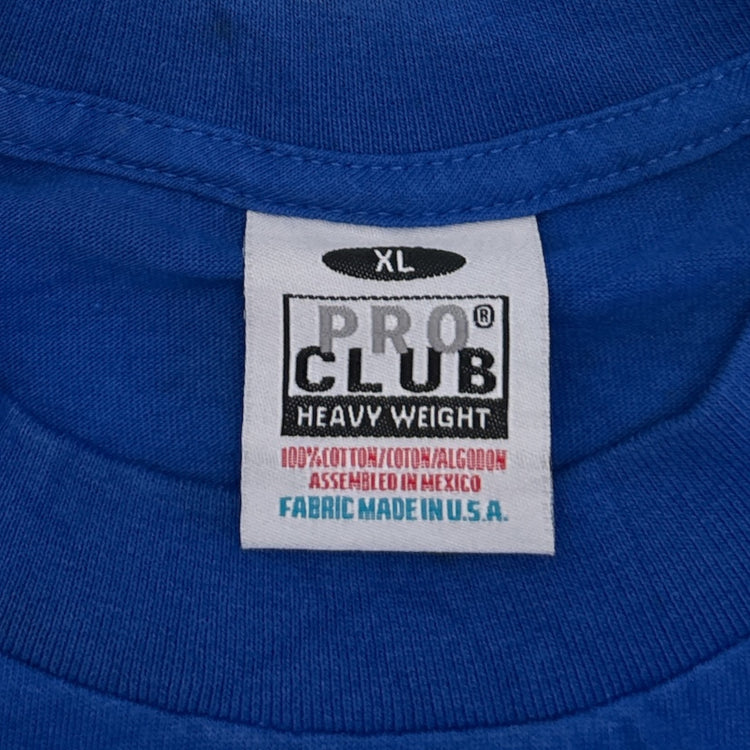 XL
PRO®
CLUB
HEAVY WEIGHT
100%COTTON/COTON/ALGODON
ASSEMBLED IN MEXICO
FABRIC MADE IN U.S.A.